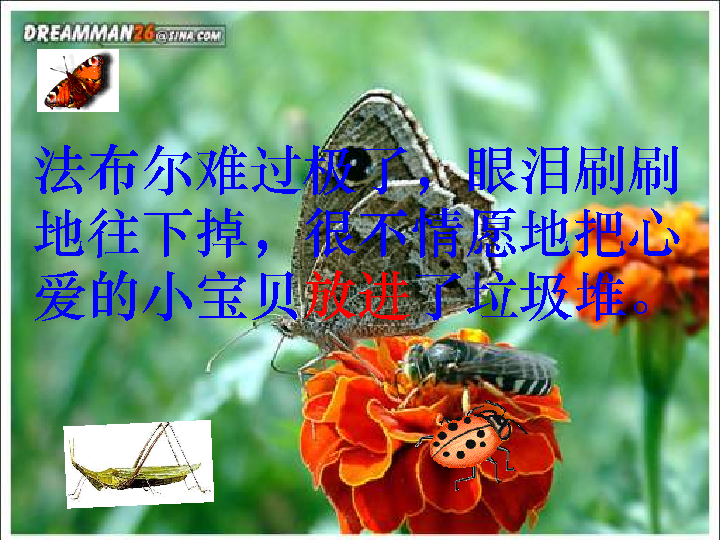 DREAMMAN26@SINA.COM
法布尔难过极了，眼泪刷刷
地往下掉，很不情愿地把心
爱的小宝贝放进了垃圾堆。